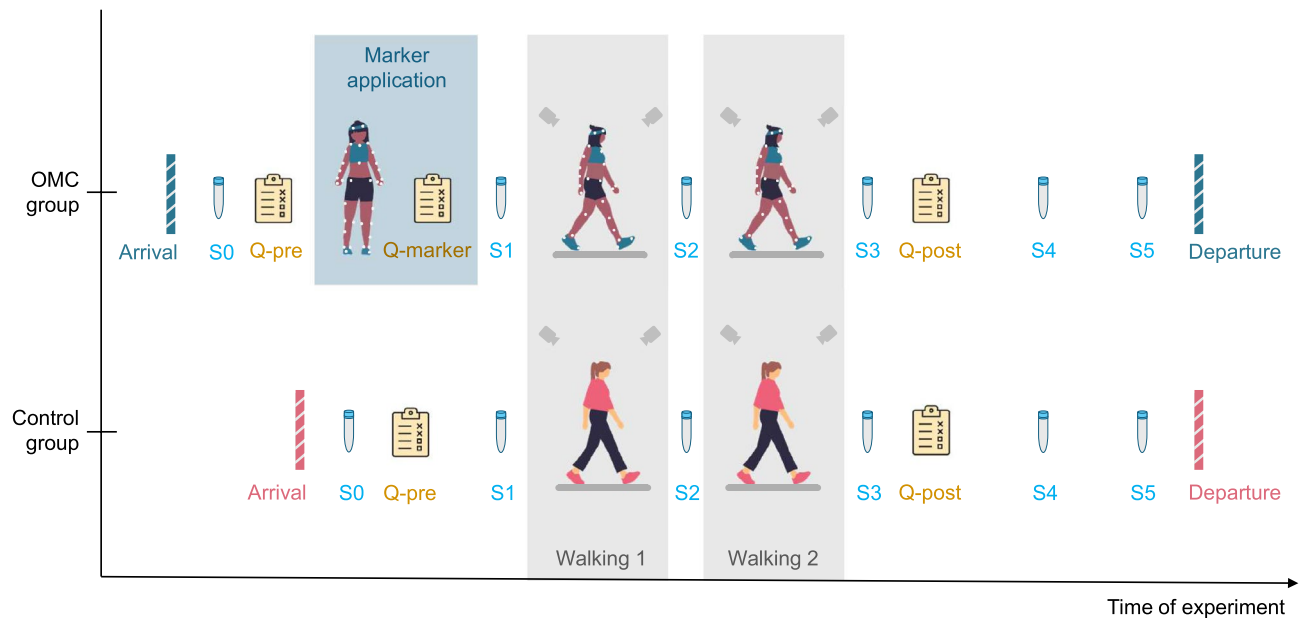 Marker
application
OMC
group
Arrival
S0
Q-pre
Q-marker
S1
S2
S3
Q-post
S4
S5
Departure
Control
group
Arrival
S0
Q-pre
S1
S2
S3
Q-post
S4
S5
Departure
Walking 1
Walking 2
Time of experiment